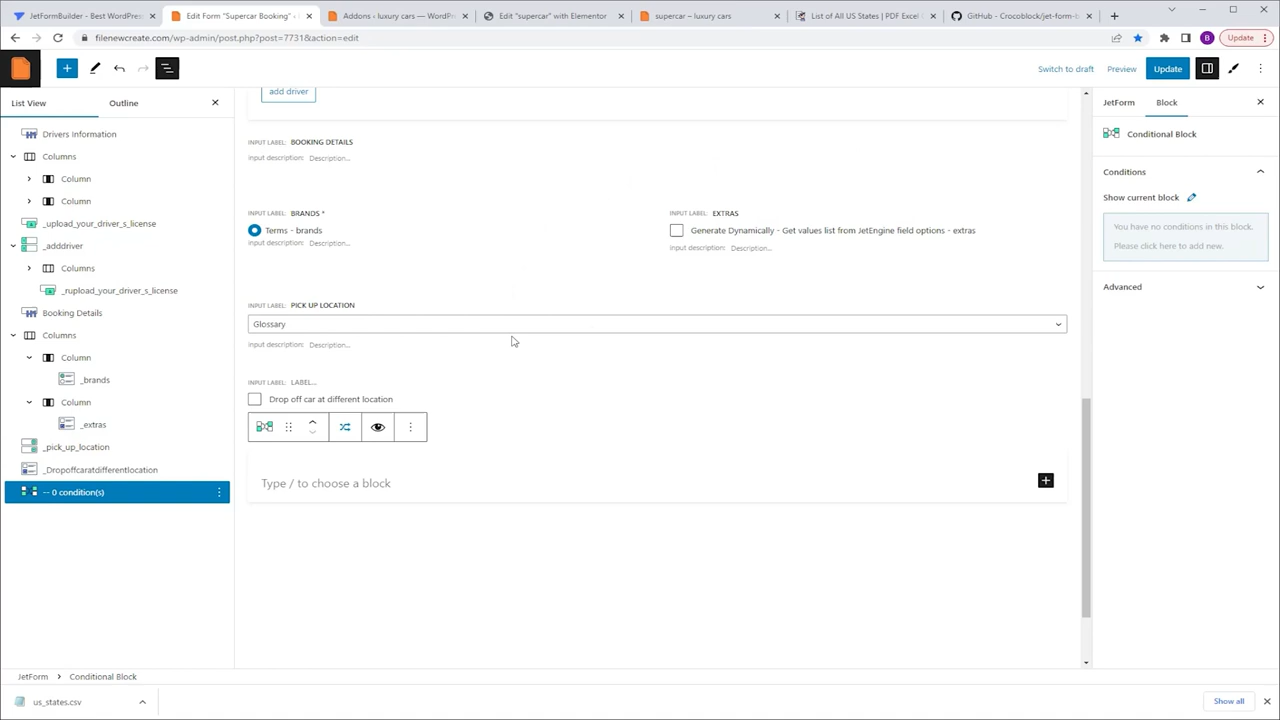 JetFormBuilder - Best WordPress
Edit Form "Supercar Booking" -
Addons ‹ luxury cars — WordPr
Edit "supercar" with Elementor
supercar – luxury cars
List of All US States | PDF Excel
GitHub - Crocoblock/jet-form-b
filenewcreate.com/wp-admin/post.php?post=7731&action=edit
B
Update
Switch to draft
Preview
Update
List View
Outline
Drivers Information
Columns
Column
Column
_upload_your_driver_s_license
_adddriver
Columns
_rupload_your_driver_s_license
Booking Details
Columns
Column
_brands
Column
_extras
_pick_up_location
_Dropoffcaratdifferentlocation
-- 0 condition(s)
add driver
INPUT LABEL: BOOKING DETAILS
input description: Description...
INPUT LABEL: BRANDS *
Terms - brands
input description: Description...
INPUT LABEL: EXTRAS
Generate Dynamically - Get values list from JetEngine field options - extras
input description: Description...
INPUT LABEL: PICK UP LOCATION
Glossary
input description: Description...
INPUT LABEL: LABEL...
Drop off car at different location
Type / to choose a block
JetForm
Block
Conditional Block
Conditions
Show current block
You have no conditions in this block.
Please click here to add new.
Advanced
JetForm
Conditional Block
us_states.csv
Show all